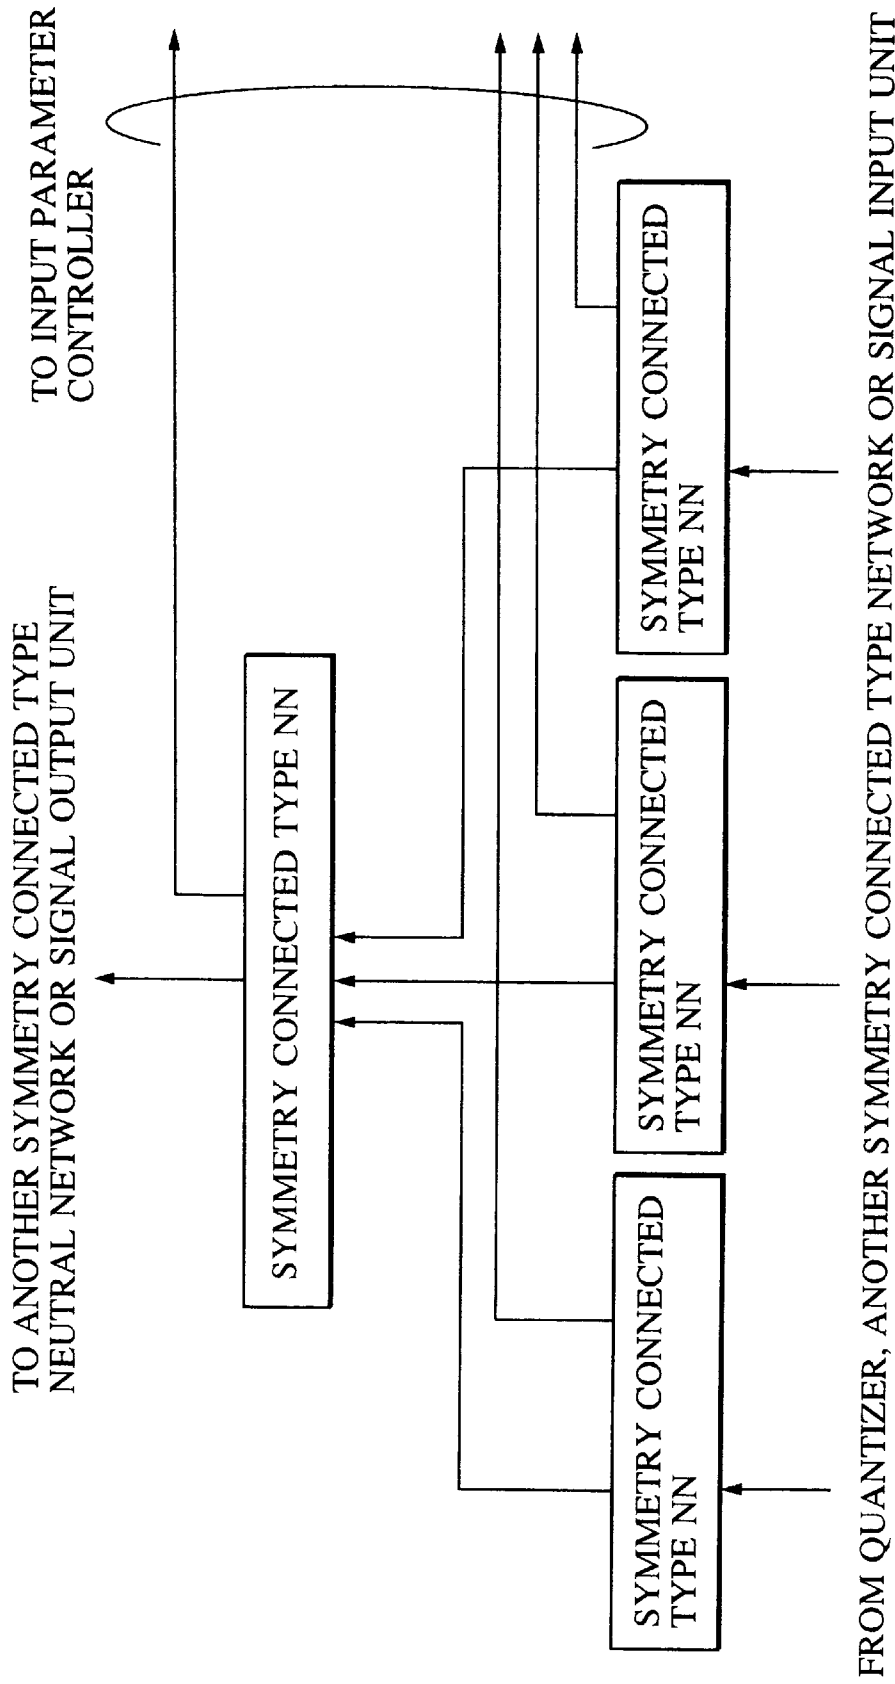 TO ANOTHER SYMMETRY CONNECTED TYPE
NEUTRAL NETWORK OR SIGNAL OUTPUT UNIT
TO INPUT PARAMETER
CONTROLLER
SYMMETRY CONNECTED TYPE NN
SYMMETRY CONNECTED
TYPE NN
SYMMETRY CONNECTED
TYPE NN
SYMMETRY CONNECTED
TYPE NN
FROM QUANTIZER, ANOTHER SYMMETRY CONNECTED TYPE NETWORK OR SIGNAL INPUT UNIT